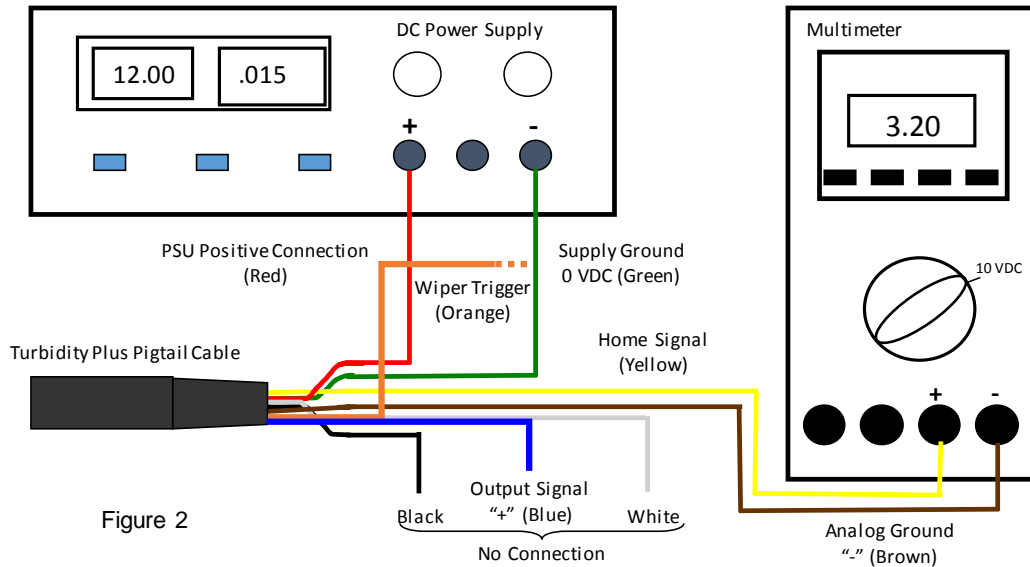 DC Power Supply
12.00
.015
+
-
Multimeter
3.20
10 VDC
+
-
PSU Positive Connection
(Red)
Supply Ground
0 VDC (Green)
Wiper Trigger
(Orange)
Home Signal
(Yellow)
Turbidity Plus Pigtail Cable
Black
Output Signal
“+” (Blue)
White
No Connection
Analog Ground
“-” (Brown)
Figure 2